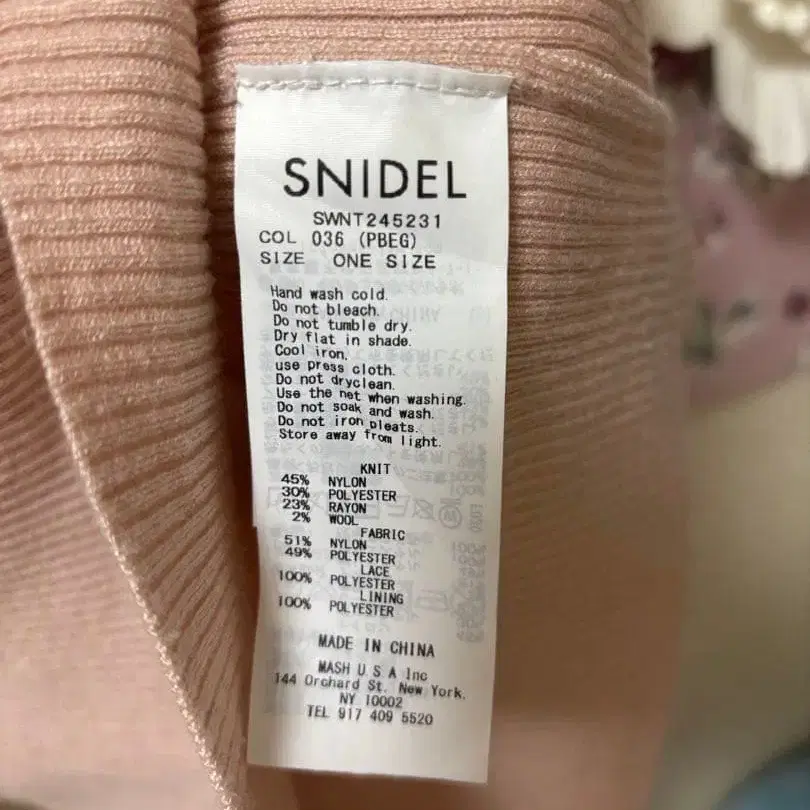 SNIDEL
SWNT245231
COL 036 (PBEG)
SIZE ONE SIZE
Hand wash cold.
Do not bleach.
Do not tumble dry.
Dry flat in shade.
Cool iron.
use press cloth.
Do not dryclean.
Use the net when washing.
Do not soak and wash.
Do not iron pleats.
Store away from light.
KNIT
45% NYLON
30% POLYESTER
23% RAYON
2% WOOL
FABRIC
51% NYLON
49% POLYESTER
LACE
100% POLYESTER
LINING
100% POLYESTER
MADE IN CHINA
MASH U S A Inc
144 Orchard St. New York.
NY 10002
TEL 917 409 5520